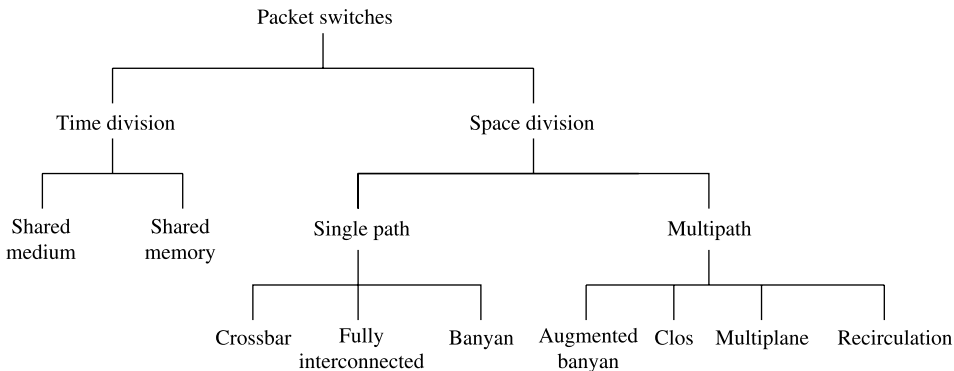 Packet switches
Time division
Space division
Shared
medium
Shared
memory
Single path
Multipath
Crossbar
Fully
interconnected
Banyan
Augmented
banyan
Clos
Multiplane
Recirculation